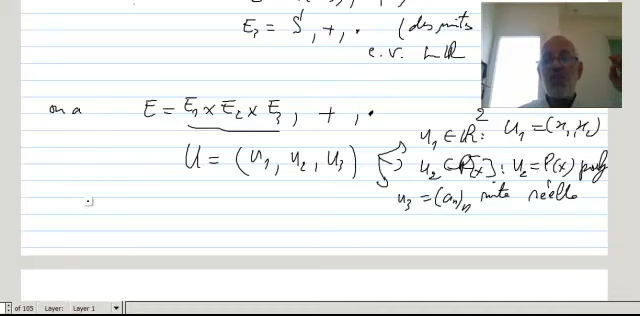 E₃ = S , + , · (des suites
e.v. sur ℝ
on a E = E₁ × E₂ × E₃ , + , ·
U = (u₁, u₂, u₃)
u₁ ∈ ℝ² : u₁ = (x₁, x₂)
u₂ ∈ ℝ[x] : u₂ = P(x) poly
u₃ = (aₙ)ₙ suite réelle
of 105 Layer: Layer 1